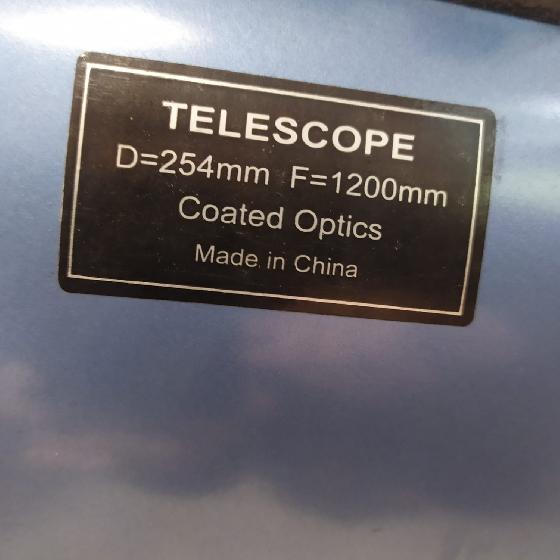 TELESCOPE
D=254mm F=1200mm
Coated Optics
Made in China